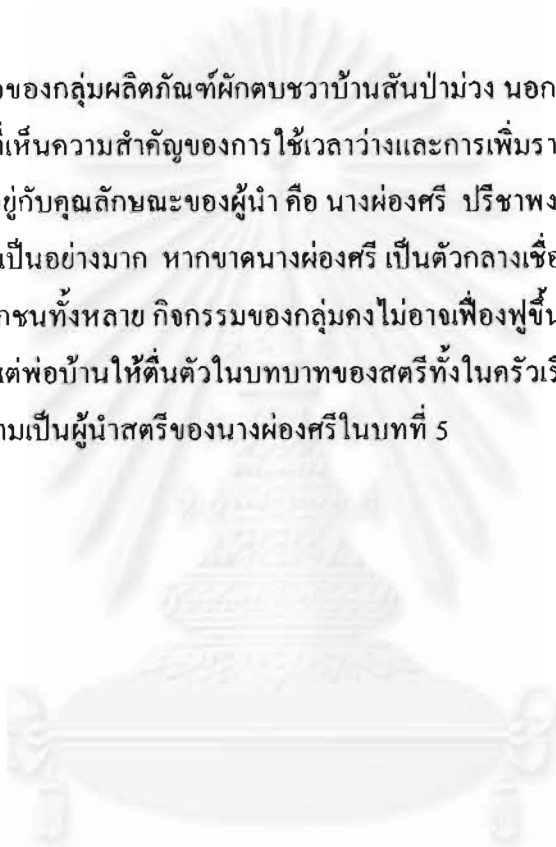 ของกลุ่มผลิตภัณฑ์ผักตบชวาบ้านสันป่าม่วง นอก
ที่เห็นความสำคัญของการใช้เวลาว่างและการเพิ่มรา
อยู่กับคุณลักษณะของผู้นำ คือ นางผ่องศรี ปรีชาพง
เป็นอย่างมาก หากขาดนางผ่องศรี เป็นตัวกลางเชื่อ
กชนทั้งหลาย กิจกรรมของกลุ่มคงไม่อาจเฟื่องฟูขึ้น
แต่พ่อบ้านให้ตื่นตัวในบทบาทของสตรีทั้งในครัวเรื
ามเป็นผู้นำสตรีของนางผ่องศรีในบทที่ 5